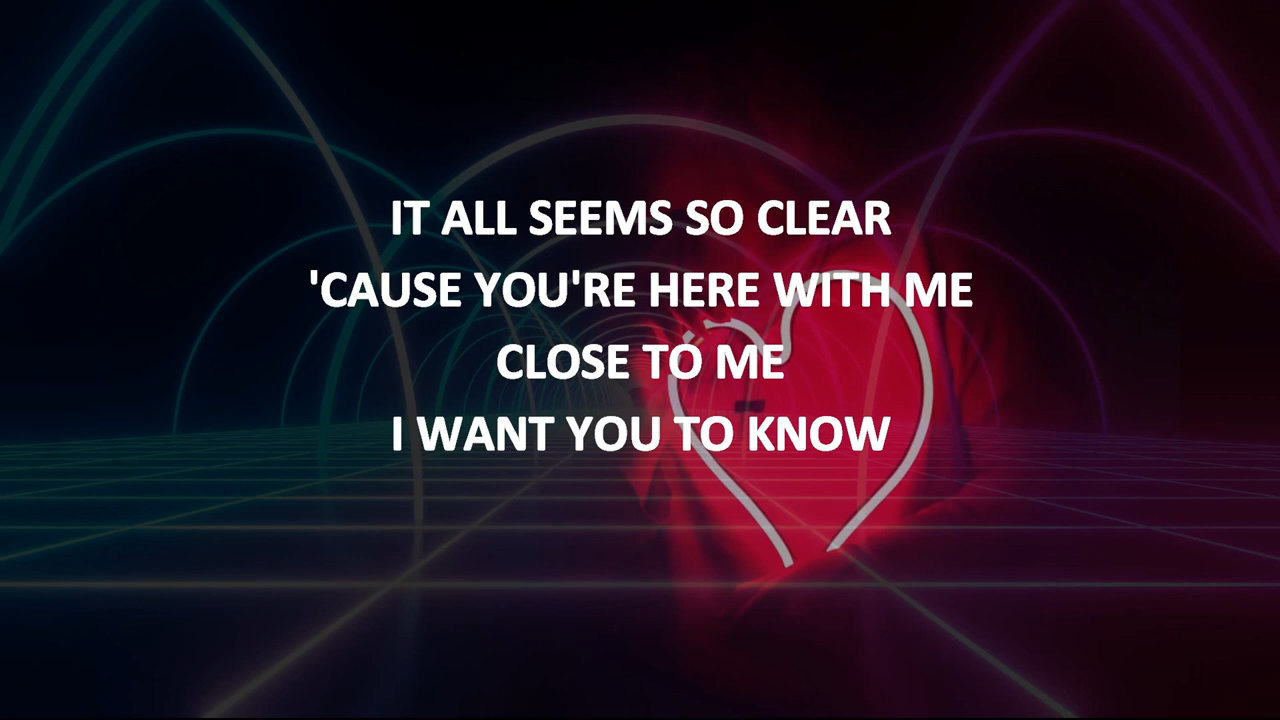 IT ALL SEEMS SO CLEAR
'CAUSE YOU'RE HERE WITH ME
CLOSE TO ME
I WANT YOU TO KNOW